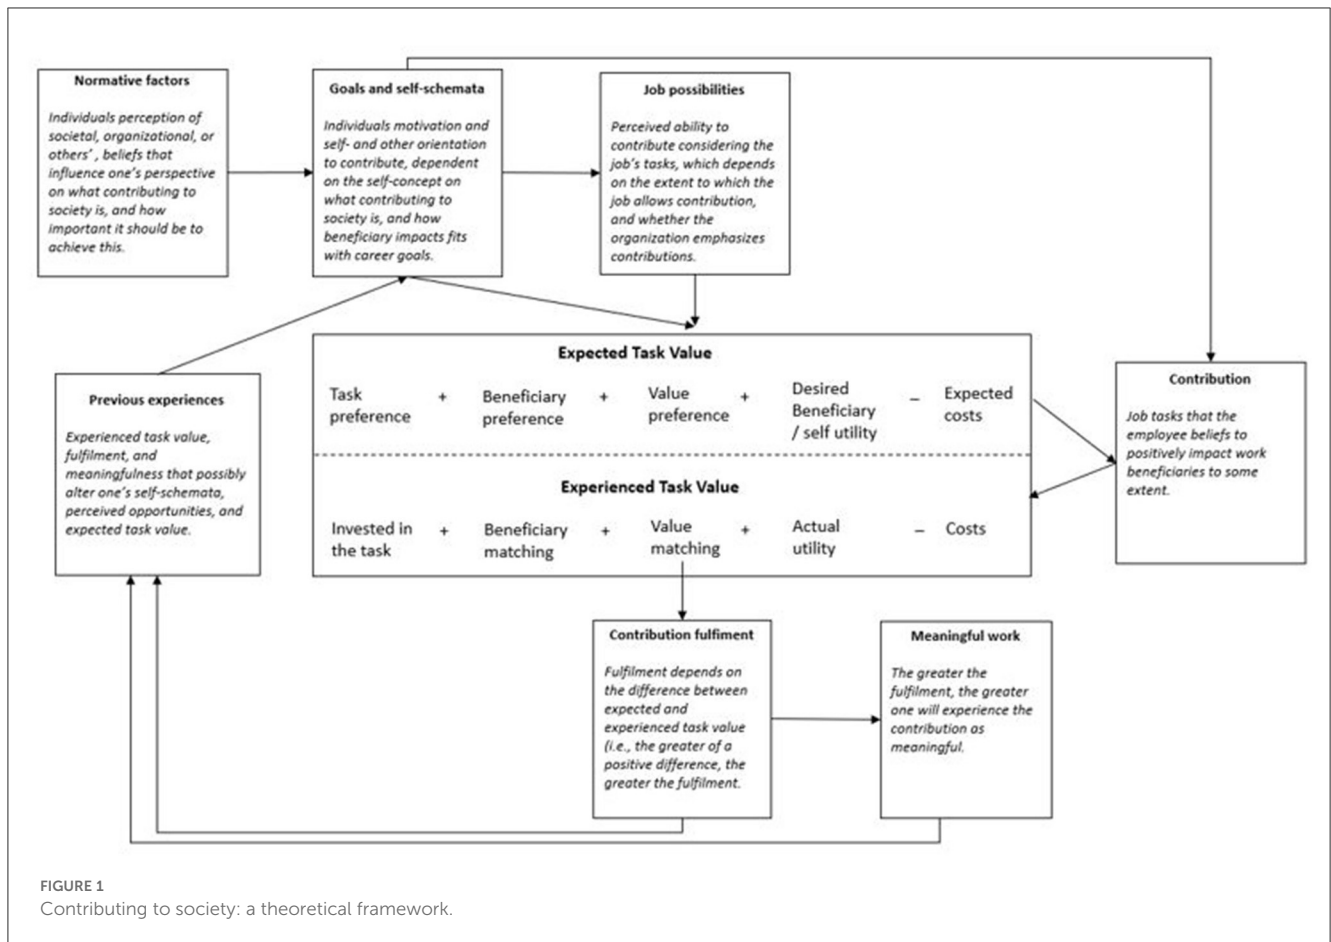 Normative factors
Individuals perception of
societal, organizational, or
others' , beliefs that
influence one's perspective
on what contributing to
society is, and how
important it should be to
achieve this.
Goals and self-schemata
Individuals motivation and
self- and other orientation
to contribute, dependent
on the self-concept on
what contributing to
society is, and how
beneficiary impacts fits
with career goals.
Job possibilities
Perceived ability to
contribute considering the
job's tasks, which depends
on the extent to which the
job allows contribution,
and whether the
organization emphasizes
contributions.
Previous experiences
Experienced task value,
fulfilment, and
meaningfulness that possibly
alter one's self-schemata,
perceived opportunities, and
expected task value.
Expected Task Value
Task
preference
+
Beneficiary
preference
+
Value
preference
+
Desired
Beneficiary
/ self utility
–
Expected
costs
Experienced Task Value
Invested in
the task
+
Beneficiary
matching
+
Value
matching
+
Actual
utility
–
Costs
Contribution
Job tasks that the
employee beliefs to
positively impact work
beneficiaries to some
extent.
Contribution fulfiment
Fulfilment depends on
the difference between
expected and
experienced task value
(i.e., the greater of a
positive difference, the
greater the fulfilment.
Meaningful work
The greater the
fulfilment, the greater
one will experience the
contribution as
meaningful.
FIGURE 1
Contributing to society: a theoretical framework.